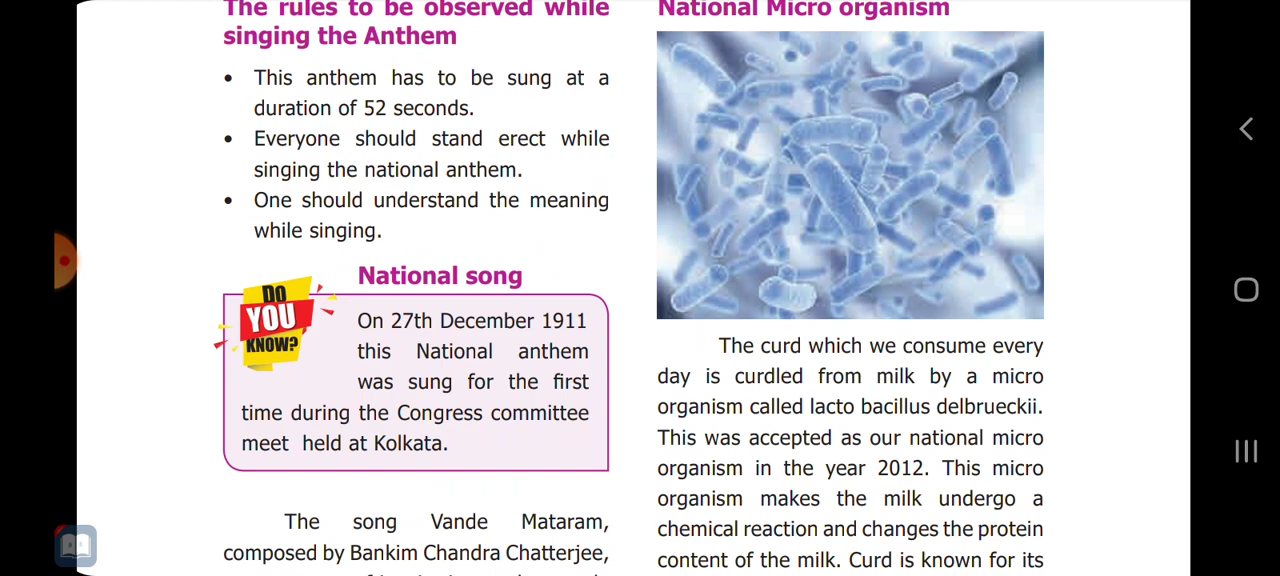 The rules to be observed while
singing the Anthem
• This anthem has to be sung at a
duration of 52 seconds.
• Everyone should stand erect while
singing the national anthem.
• One should understand the meaning
while singing.
National song
DO
YOU
KNOW?
On 27th December 1911
this National anthem
was sung for the first
time during the Congress committee
meet held at Kolkata.
The song Vande Mataram,
composed by Bankim Chandra Chatterjee,
National Micro organism
The curd which we consume every
day is curdled from milk by a micro
organism called lacto bacillus delbrueckii.
This was accepted as our national micro
organism in the year 2012. This micro
organism makes the milk undergo a
chemical reaction and changes the protein
content of the milk. Curd is known for its